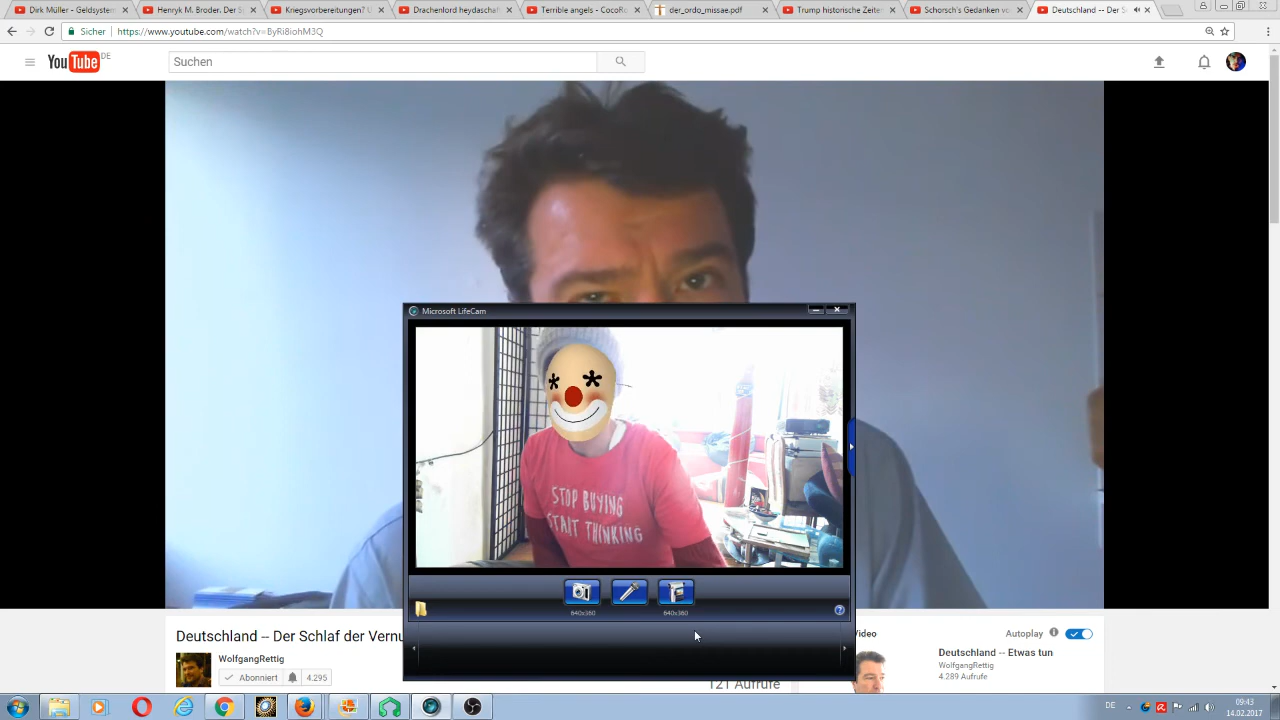 Dirk Müller - Geldsystem
Henryk M. Broder. Der S
Kriegsvorbereitungen? U
Drachenlord heydaschaf
Terrible angels - CocoR
der_ordo_missae.pdf
Trump historische Zeiten
Schorsch's Gedanken vo
Deutschland -- Der S
Sicher
https://www.youtube.com/watch?v=ByRi8iohM3Q
YouTube DE
Suchen
Microsoft LifeCam
STOP BUYING
START THINKING
640x360
640x360
Deutschland -- Der Schlaf der Vernu
WolfgangRettig
Abonniert
4.295
121 Aufrufe
Video
Autoplay
Deutschland -- Etwas tun
WolfgangRettig
4.289 Aufrufe
DE
09:43
14.02.2017